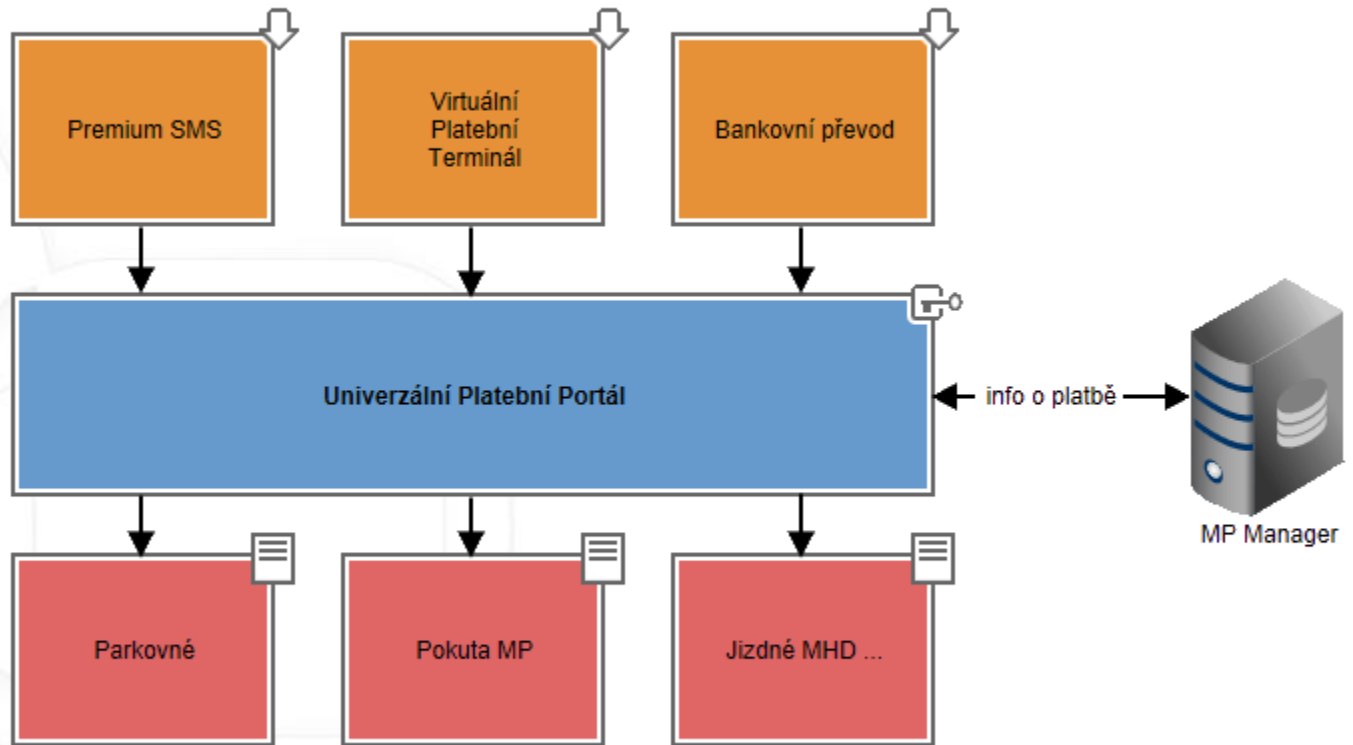 Premium SMS
Virtuální
Platební
Terminál
Bankovní převod
Univerzální Platební Portál
info o platbě
MP Manager
Parkovné
Pokuta MP
Jizdné MHD ...